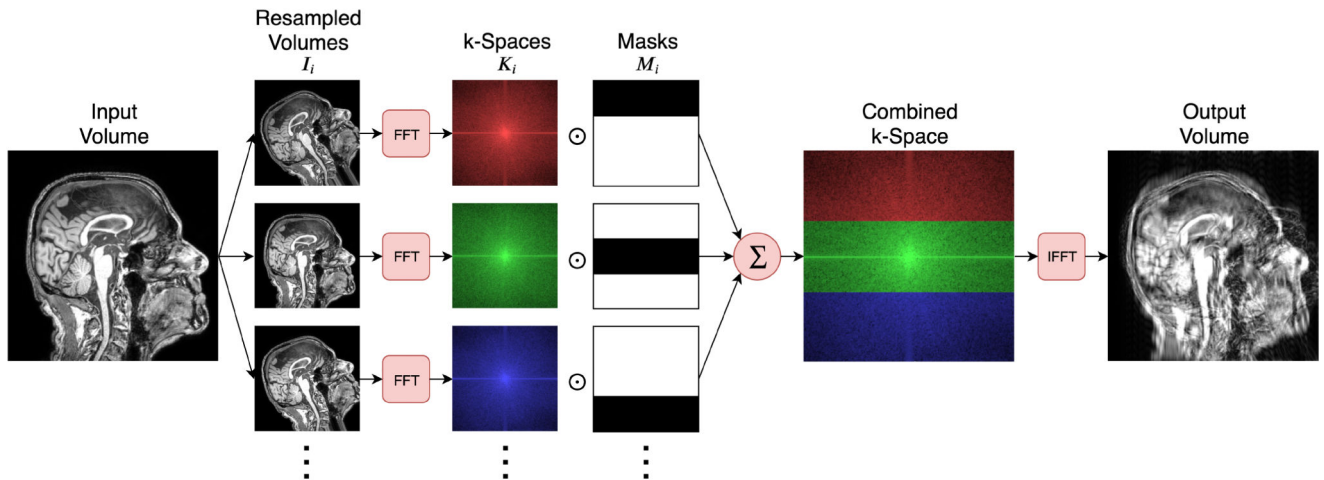 Input
Volume
Resampled
Volumes
I_i
FFT
FFT
FFT
k-Spaces
K_i
Masks
M_i
Σ
Combined
k-Space
IFFT
Output
Volume